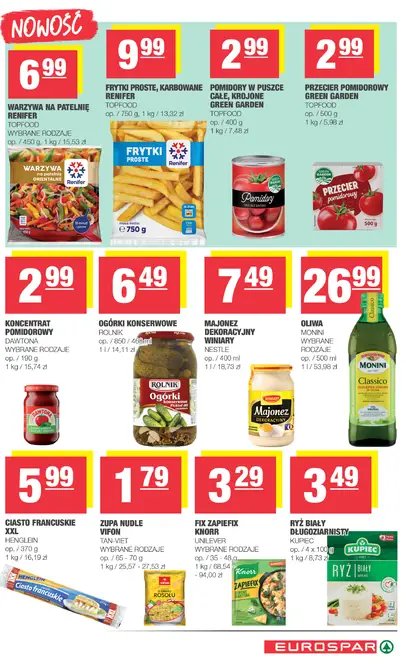 NOWOŚĆ
6 99
WARZYWA NA PATELNIĘ
RENIFER
TOPFOOD
WYBRANE RODZAJE
op. / 450 g, 1 kg / 15,53 zł
WARZYWA
na patelnię
ORIENTALNE
Renifer
9 99
FRYTKI PROSTE, KARBOWANE
RENIFER
TOPFOOD
op. / 750 g, 1 kg / 13,32 zł
FRYTKI
PROSTE
Renifer
750 g
2 99
POMIDORY W PUSZCE
CAŁE, KROJONE
GREEN GARDEN
TOPFOOD
op. / 400 g
1 kg / 7,48 zł
Pomidory
2 99
PRZECIER POMIDOROWY
GREEN GARDEN
TOPFOOD
op. / 500 g
1 kg / 5,98 zł
PRZECIER
pomidorowy
500 g
2 99
KONCENTRAT
POMIDOROWY
DAWTONA
WYBRANE RODZAJE
op. / 190 g
1 kg / 15,74 zł
DAWTONA
6 49
OGÓRKI KONSERWOWE
ROLNIK
op. / 850 / 460 ml
1 l / 14,11 zł
ROLNIK
Ogórki
konserwowe
7 49
MAJONEZ
DEKORACYJNY
WINIARY
NESTLE
op. / 400 ml
1 l / 18,73 zł
WINIARY
Majonez
DEKORACYJNY
26 99
OLIWA
MONINI
WYBRANE
RODZAJE
op. / 500 ml
1 l / 53,98 zł
MONINI
Classico
5 99
CIASTO FRANCUSKIE
XXL
HENGLEIN
op. / 370 g
1 kg / 16,19 zł
HENGLEIN
Ciasto francuskie
1 79
ZUPA NUDLE
VIFON
TAN-VIET
WYBRANE RODZAJE
op. / 65 - 70 g
1 kg / 25,57 - 27,53 zł
VIFON
ROSOŁU
3 29
FIX ZAPIEFIX
KNORR
UNILEVER
WYBRANE RODZAJE
op. / 35 - 48 g
1 kg / 68,54
- 94,00 zł
Knorr
ZAPIEFIX
3 49
RYŻ BIAŁY
DŁUGOZIARNISTY
KUPIEC
op. / 4 x 100 g
1 kg / 8,73 zł
KUPIEC
RYŻ BIAŁY
EUROSPAR